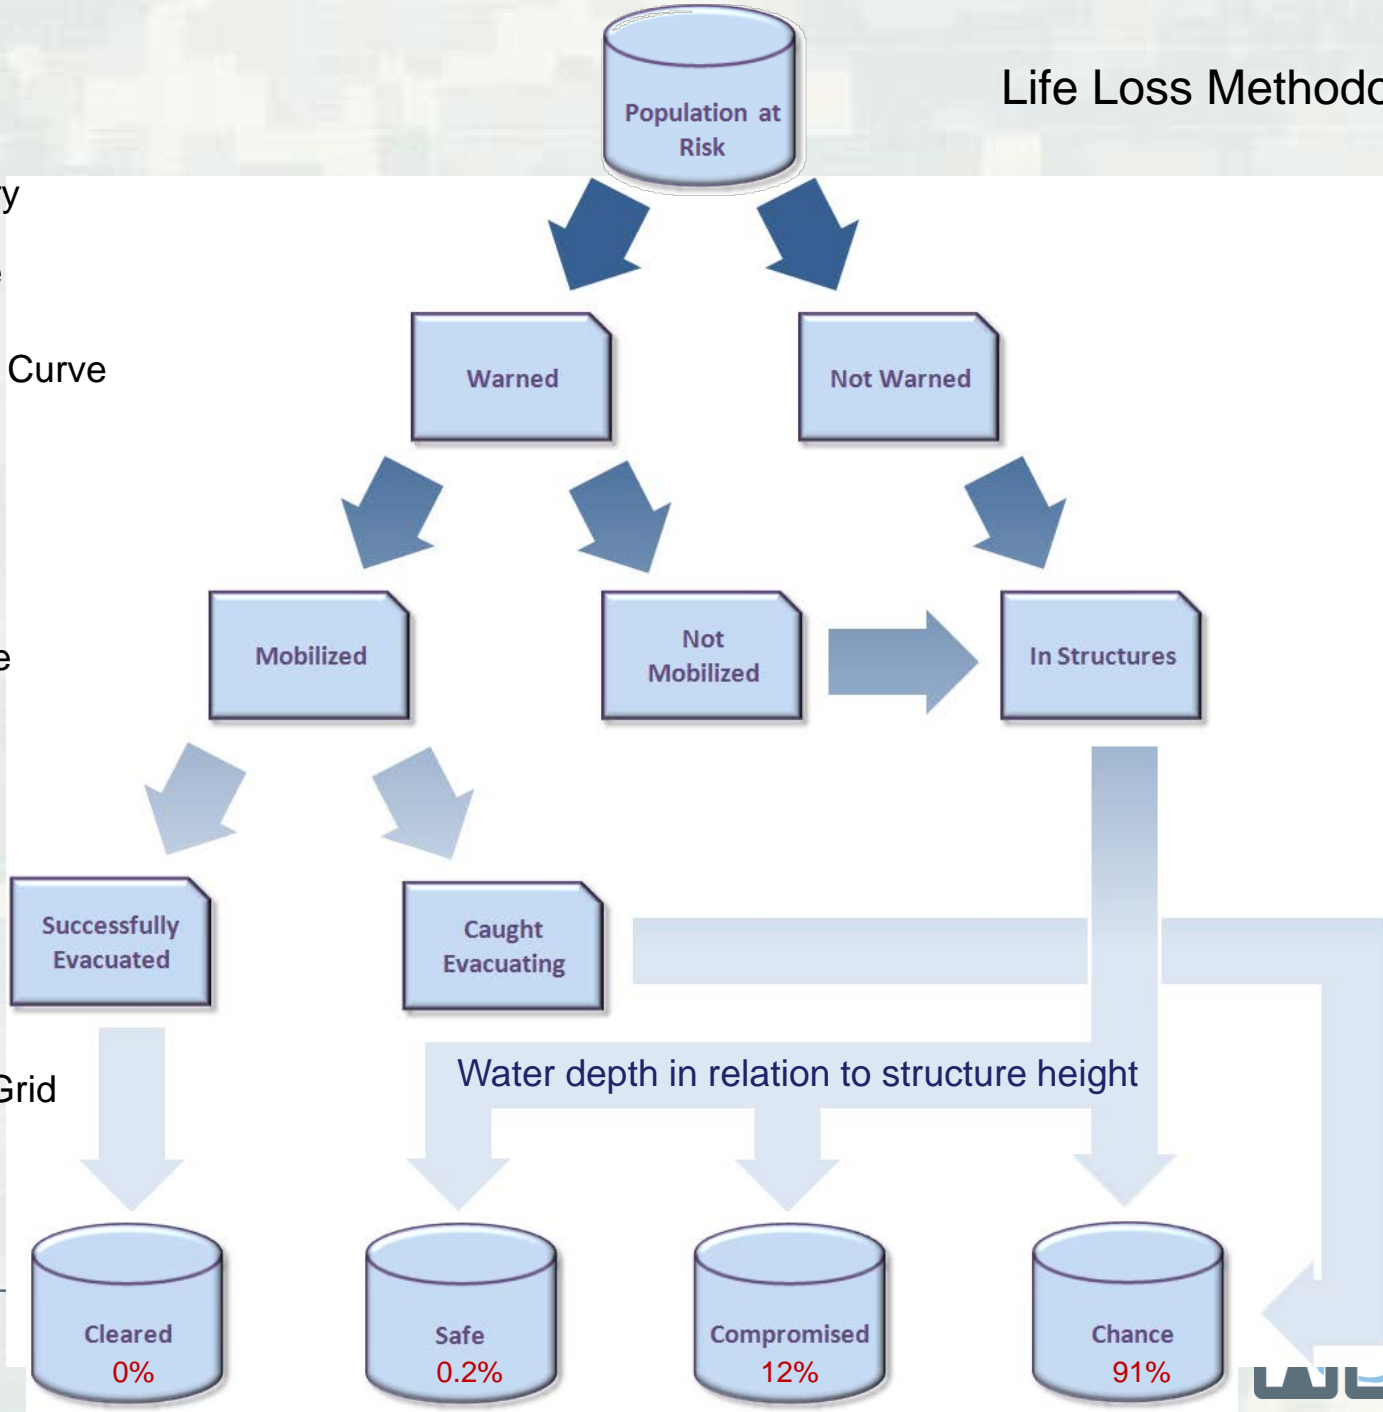 Life Loss Methodo
Population at
Risk
y
e
Curve
Warned
Not Warned
e
Mobilized
Not
Mobilized
In Structures
Successfully
Evacuated
Caught
Evacuating
Grid
Water depth in relation to structure height
Cleared
0%
Safe
0.2%
Compromised
12%
Chance
91%